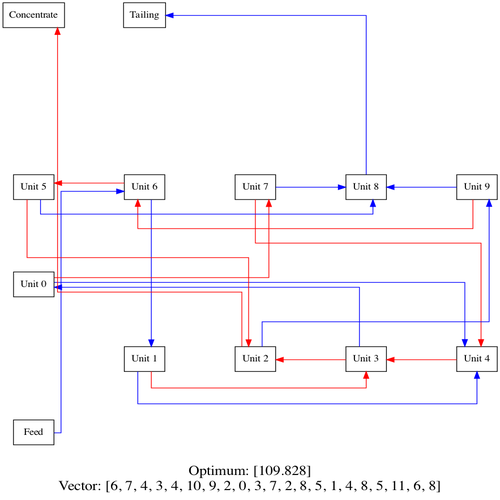 Concentrate Tailing
Unit 5 Unit 6 Unit 7 Unit 8 Unit 9
Unit 0
Unit 1 Unit 2 Unit 3 Unit 4
Feed
Optimum: [109.828]
Vector: [6, 7, 4, 3, 4, 10, 9, 2, 0, 3, 7, 2, 8, 5, 1, 4, 8, 5, 11, 6, 8]